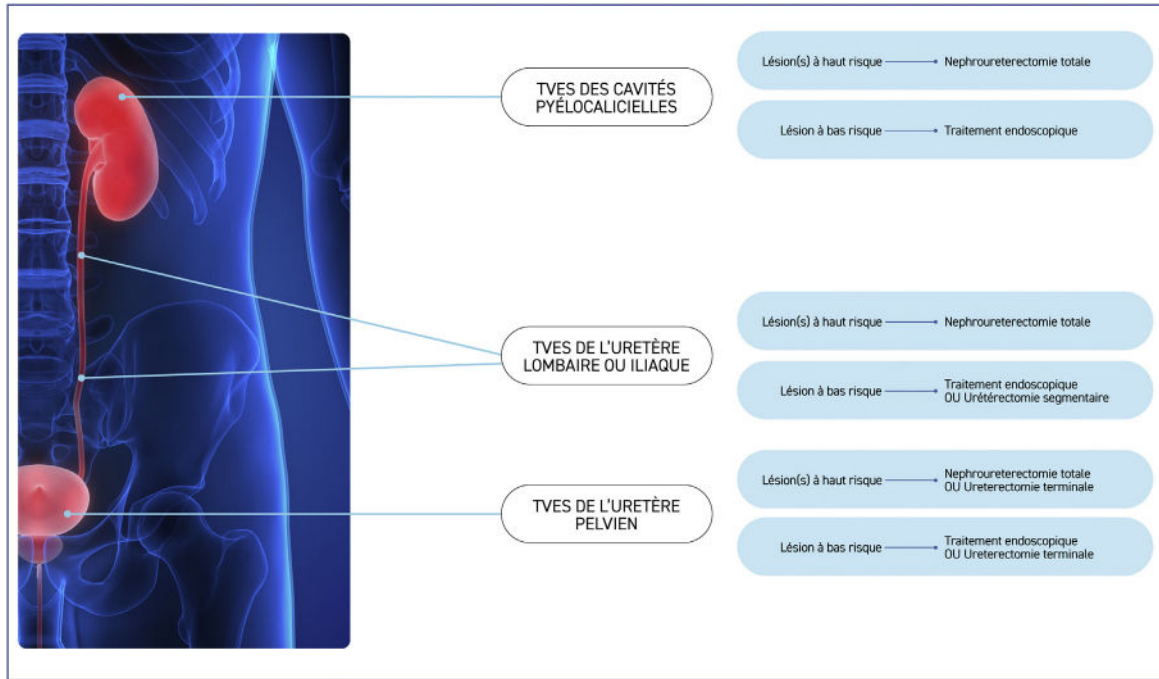 TVES DES CAVITÉS
PYÉLOCALICIELLES
Lésion(s) à haut risque
Nephroureterectomie totale
Lésion à bas risque
Traitement endoscopique
TVES DE L'URETÈRE
LOMBAIRE OU ILIAQUE
Lésion(s) à haut risque
Nephroureterectomie totale
Lésion à bas risque
Traitement endoscopique
OU Urétérectomie segmentaire
TVES DE L'URETÈRE
PELVIEN
Lésion(s) à haut risque
Nephroureterectomie totale
OU Ureterectomie terminale
Lésion à bas risque
Traitement endoscopique
OU Ureterectomie terminale